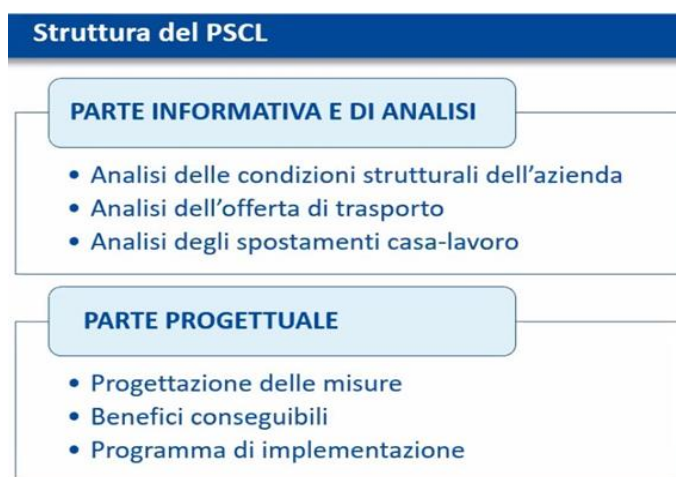 Struttura del PSCL
PARTE INFORMATIVA E DI ANALISI
• Analisi delle condizioni strutturali dell'azienda
• Analisi dell'offerta di trasporto
• Analisi degli spostamenti casa-lavoro
PARTE PROGETTUALE
• Progettazione delle misure
• Benefici conseguibili
• Programma di implementazione